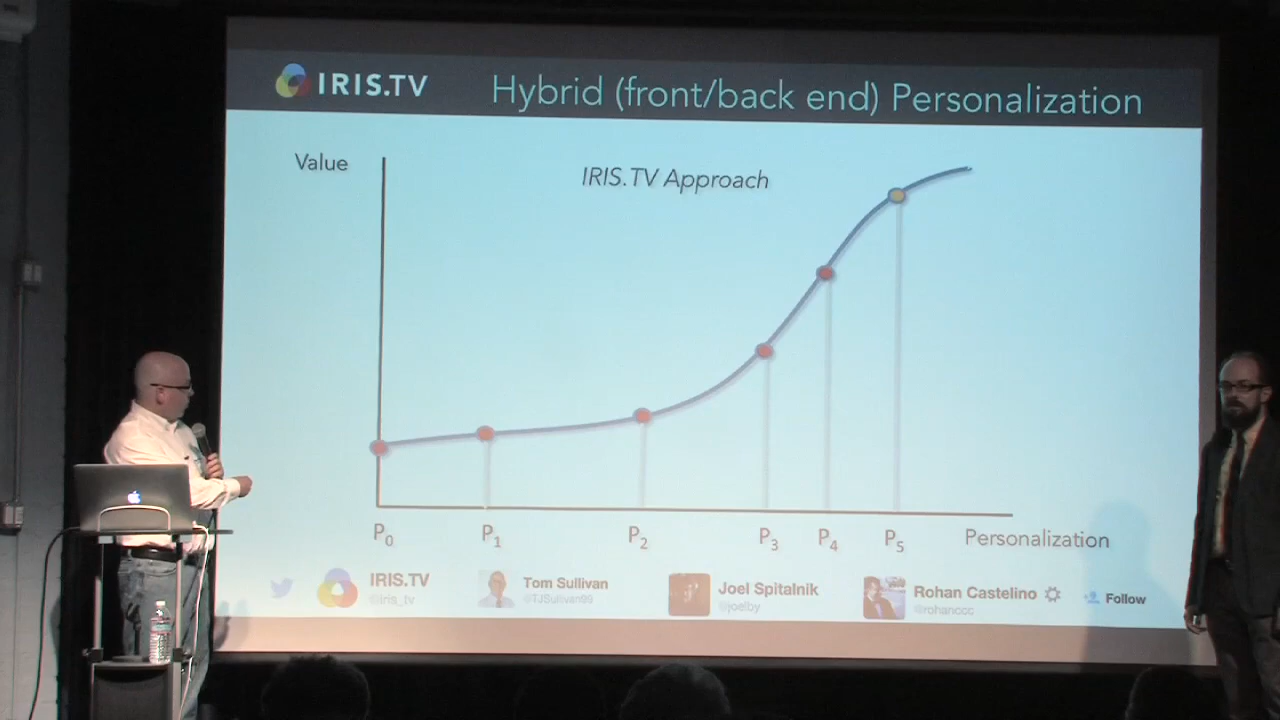 IRIS.TV Hybrid (front/back end) Personalization
Value
IRIS.TV Approach
P0 P1 P2 P3 P4 P5 Personalization
IRIS.TV
@iris_tv
Tom Sullivan
@TJSullivan99
Joel Spitalnik
@joelby
Rohan Castelino
@rohanccc
Follow